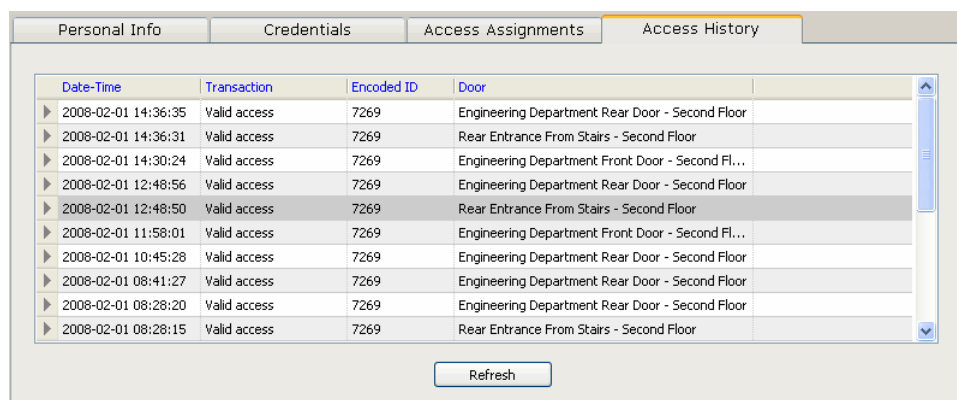 Personal Info Credentials Access Assignments Access History
Date-Time Transaction Encoded ID Door
2008-02-01 14:36:35 Valid access 7269 Engineering Department Rear Door - Second Floor
2008-02-01 14:36:31 Valid access 7269 Rear Entrance From Stairs - Second Floor
2008-02-01 14:30:24 Valid access 7269 Engineering Department Front Door - Second Fl...
2008-02-01 12:48:56 Valid access 7269 Engineering Department Rear Door - Second Floor
2008-02-01 12:48:50 Valid access 7269 Rear Entrance From Stairs - Second Floor
2008-02-01 11:58:01 Valid access 7269 Engineering Department Front Door - Second Fl...
2008-02-01 10:45:28 Valid access 7269 Engineering Department Rear Door - Second Floor
2008-02-01 08:41:27 Valid access 7269 Engineering Department Rear Door - Second Floor
2008-02-01 08:28:20 Valid access 7269 Engineering Department Rear Door - Second Floor
2008-02-01 08:28:15 Valid access 7269 Rear Entrance From Stairs - Second Floor
Refresh